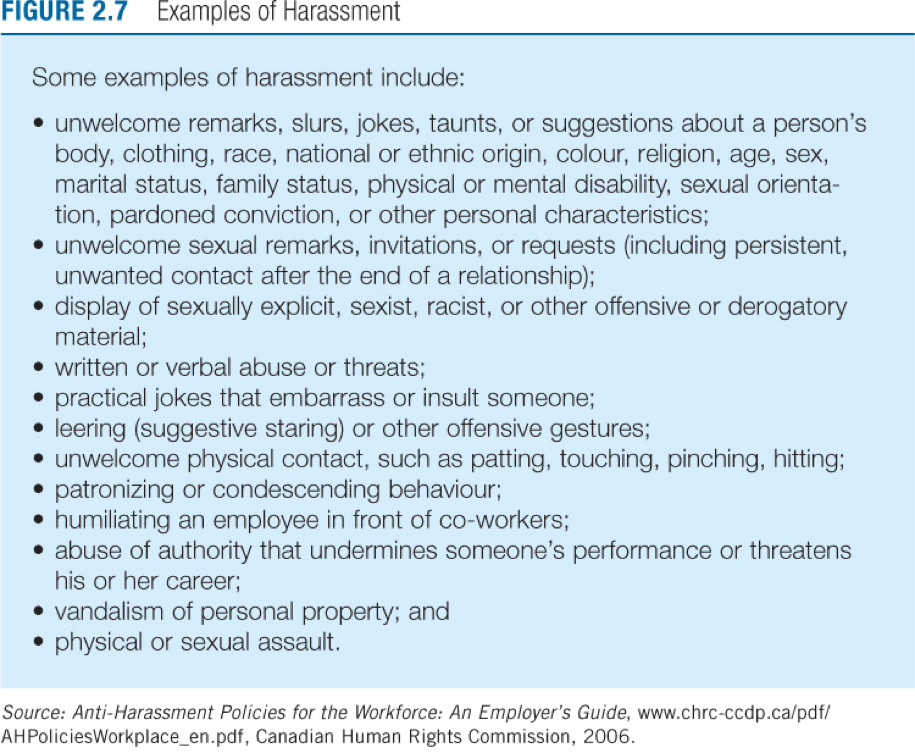 FIGURE 2.7 Examples of Harassment
Some examples of harassment include:
• unwelcome remarks, slurs, jokes, taunts, or suggestions about a person's
body, clothing, race, national or ethnic origin, colour, religion, age, sex,
marital status, family status, physical or mental disability, sexual orienta-
tion, pardoned conviction, or other personal characteristics;
• unwelcome sexual remarks, invitations, or requests (including persistent,
unwanted contact after the end of a relationship);
• display of sexually explicit, sexist, racist, or other offensive or derogatory
material;
• written or verbal abuse or threats;
• practical jokes that embarrass or insult someone;
• leering (suggestive staring) or other offensive gestures;
• unwelcome physical contact, such as patting, touching, pinching, hitting;
• patronizing or condescending behaviour;
• humiliating an employee in front of co-workers;
• abuse of authority that undermines someone's performance or threatens
his or her career;
• vandalism of personal property; and
• physical or sexual assault.
Source: Anti-Harassment Policies for the Workforce: An Employer's Guide, www.chrc-ccdp.ca/pdf/
AHPoliciesWorkplace_en.pdf, Canadian Human Rights Commission, 2006.